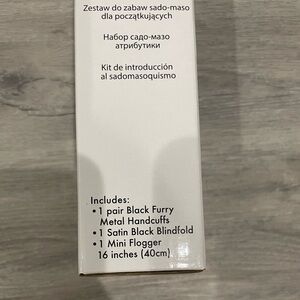 Zestaw do zabaw sado-maso
dla początkujących
Набор садо-мазо
атрибутики
Kit de introducción
al sadomasoquismo
Includes:
• 1 pair Black Furry
Metal Handcuffs
• 1 Satin Black Blindfold
• 1 Mini Flogger
16 inches (40cm)